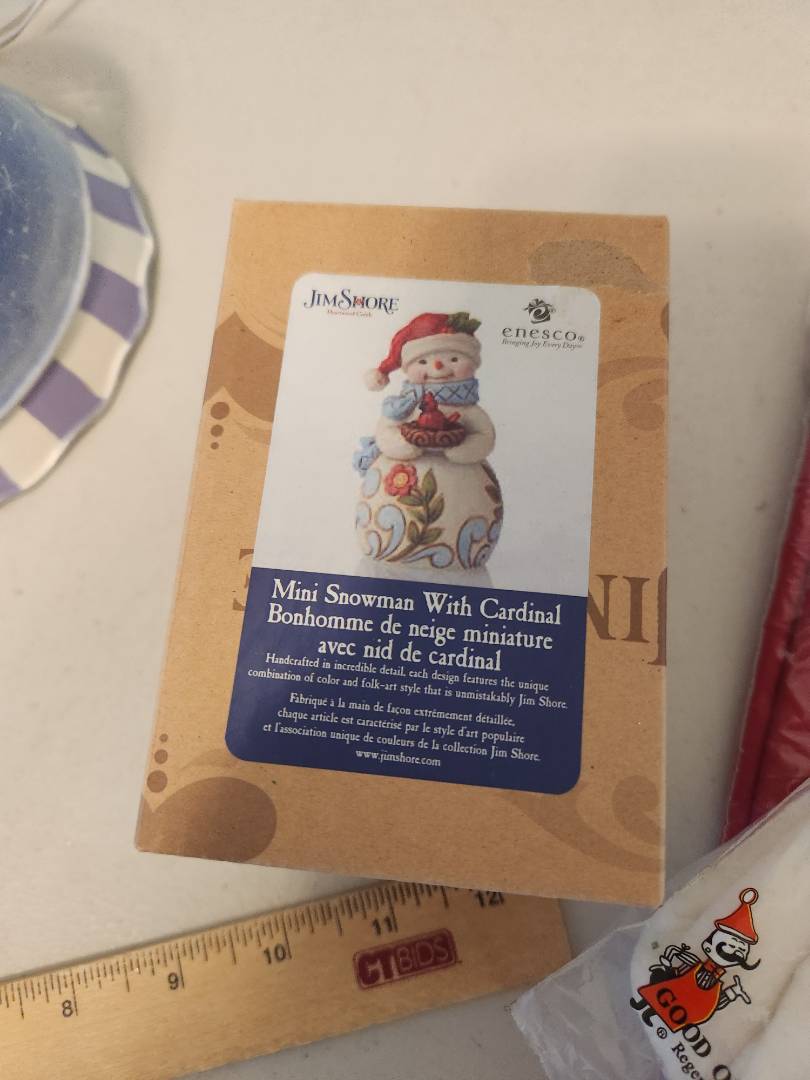 JIM SHORE
Heartwood Creek
enesco®
Bringing Joy Every Day™
Mini Snowman With Cardinal
Bonhomme de neige miniature
avec nid de cardinal
Handcrafted in incredible detail, each design features the unique
combination of color and folk-art style that is unmistakably Jim Shore.
Fabriqué à la main de façon extrêmement détaillée,
chaque article est caractérisé par le style d'art populaire
et l'association unique de couleurs de la collection Jim Shore.
www.jimshore.com
8 9 10 11 12
CTBIDS
GOOD